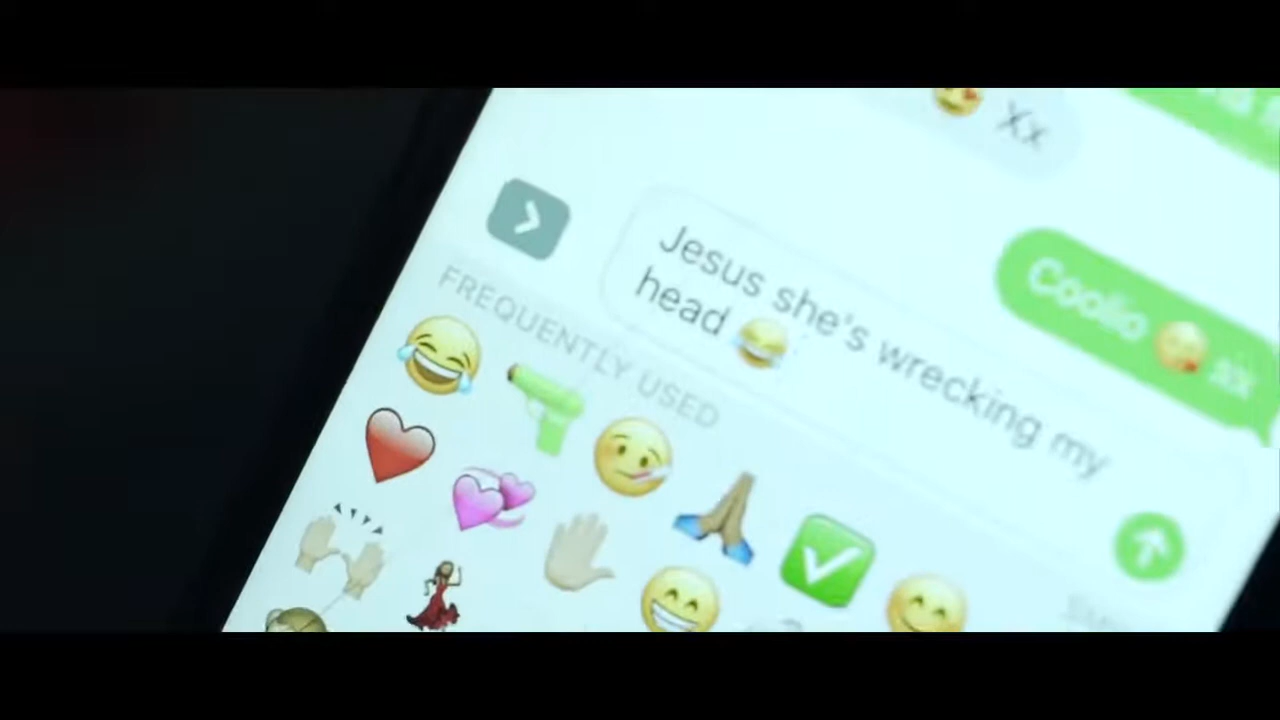 Xx
Coolio
Jesus she's wrecking my
head
FREQUENTLY USED